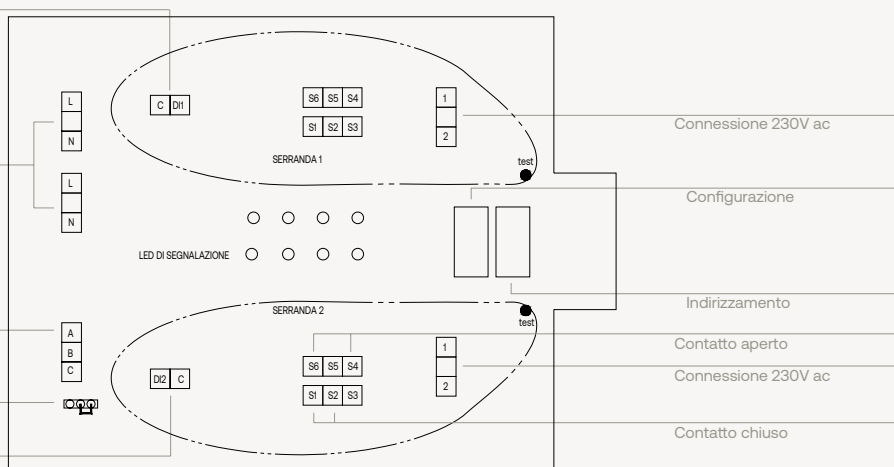 L
N
C DI1
S6 S5 S4
S1 S2 S3
1
2
Connessione 230V ac
SERRANDA 1
test
L
N
Configurazione
LED DI SEGNALAZIONE
Indirizzamento
SERRANDA 2
test
A
B
C
Contatto aperto
1
2
S6 S5 S4
Connessione 230V ac
DI2 C
S1 S2 S3
Contatto chiuso